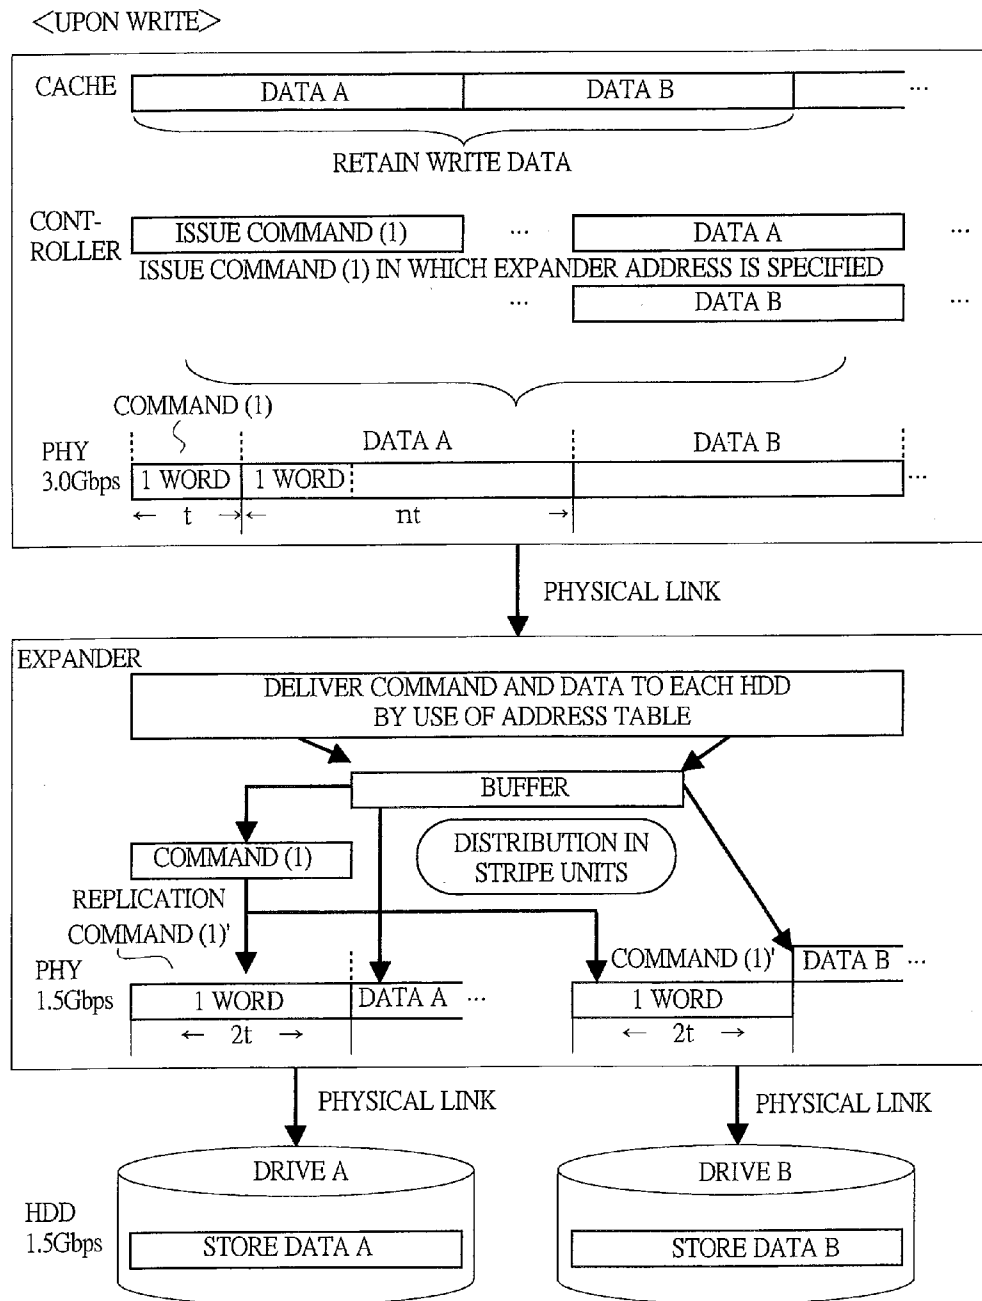 <UPON WRITE>
CACHE
DATA A
DATA B
...
RETAIN WRITE DATA
CONT-
ROLLER
ISSUE COMMAND (1)
...
DATA A
...
ISSUE COMMAND (1) IN WHICH EXPANDER ADDRESS IS SPECIFIED
...
DATA B
...
COMMAND (1)
PHY
3.0Gbps
DATA A
DATA B
1 WORD
1 WORD
...
← t →
← nt →
PHYSICAL LINK
EXPANDER
DELIVER COMMAND AND DATA TO EACH HDD
BY USE OF ADDRESS TABLE
BUFFER
COMMAND (1)
DISTRIBUTION IN
STRIPE UNITS
REPLICATION
COMMAND (1)'
PHY
1.5Gbps
1 WORD
DATA A ...
COMMAND (1)'
1 WORD
DATA B ...
← 2t →
← 2t →
PHYSICAL LINK
PHYSICAL LINK
DRIVE A
DRIVE B
HDD
1.5Gbps
STORE DATA A
STORE DATA B